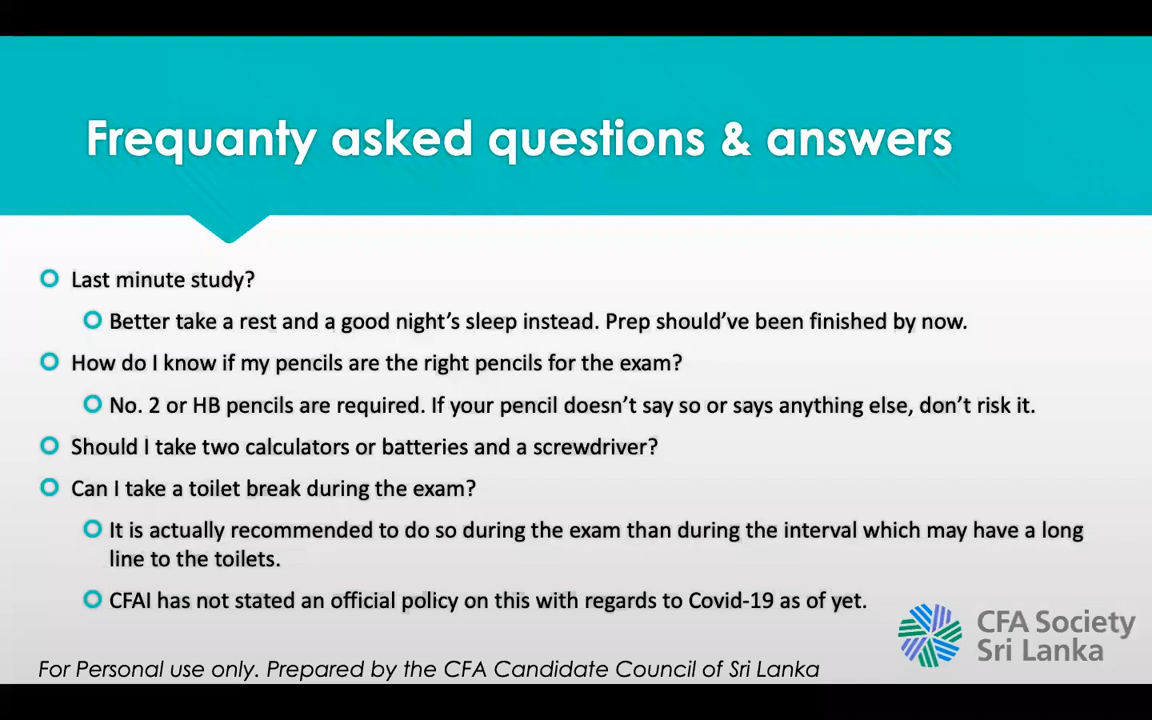 Frequanty asked questions & answers
Last minute study?
Better take a rest and a good night’s sleep instead. Prep should’ve been finished by now.
How do I know if my pencils are the right pencils for the exam?
No. 2 or HB pencils are required. If your pencil doesn’t say so or says anything else, don’t risk it.
Should I take two calculators or batteries and a screwdriver?
Can I take a toilet break during the exam?
It is actually recommended to do so during the exam than during the interval which may have a long
line to the toilets.
CFAI has not stated an official policy on this with regards to Covid-19 as of yet.
CFA Society
Sri Lanka
For Personal use only. Prepared by the CFA Candidate Council of Sri Lanka